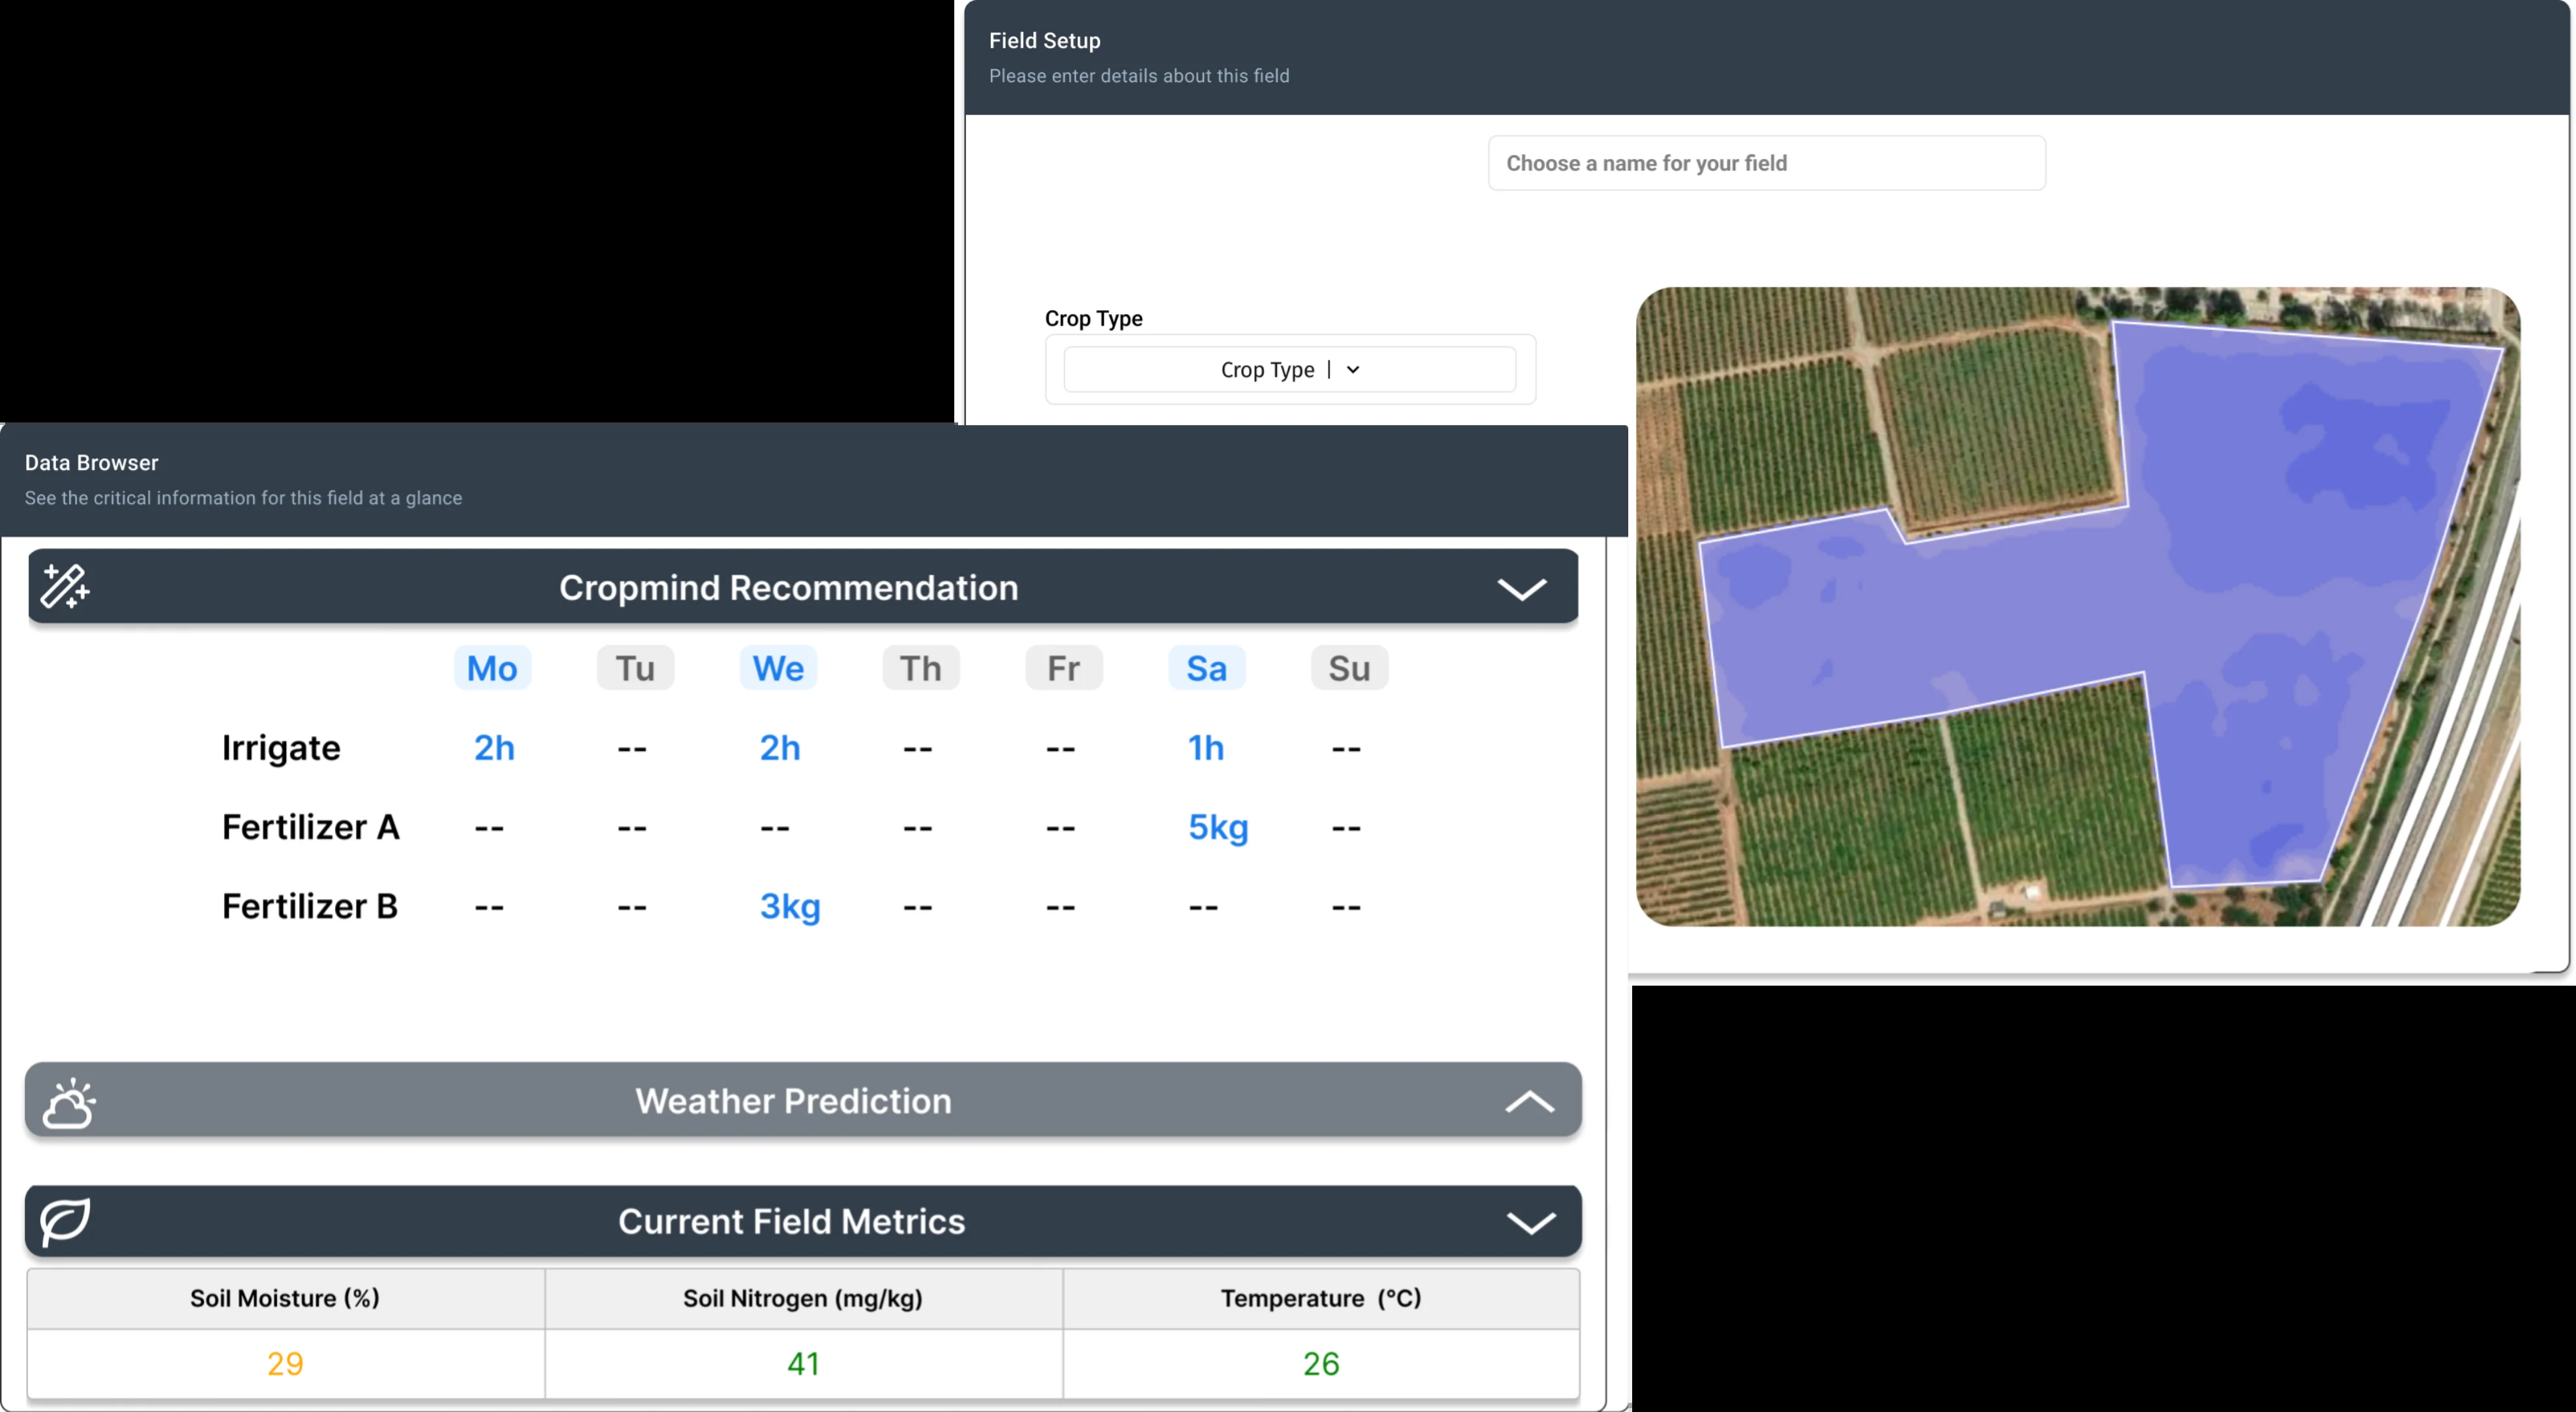 Field Setup
Please enter details about this field
Choose a name for your field
Crop Type
Crop Type
Data Browser
See the critical information for this field at a glance
Cropmind Recommendation
Mo Tu We Th Fr Sa Su
Irrigate 2h -- 2h -- -- 1h --
Fertilizer A -- -- -- -- -- 5kg --
Fertilizer B -- -- 3kg -- -- -- --
Weather Prediction
Current Field Metrics
Soil Moisture (%) Soil Nitrogen (mg/kg) Temperature (°C)
29 41 26